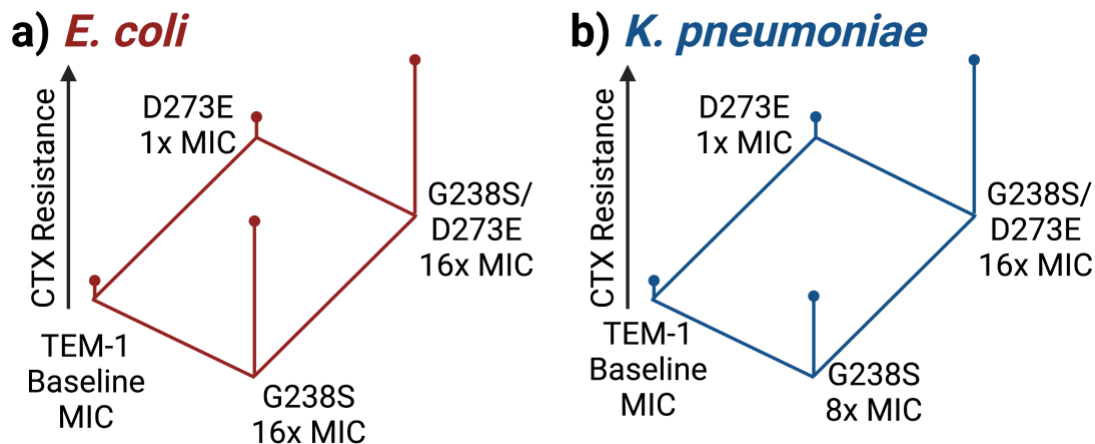 a) E. coli
CTX Resistance
D273E
1x MIC
G238S/
D273E
16x MIC
TEM-1
Baseline
MIC
G238S
16x MIC
b) K. pneumoniae
CTX Resistance
D273E
1x MIC
G238S/
D273E
16x MIC
TEM-1
Baseline
MIC
G238S
8x MIC